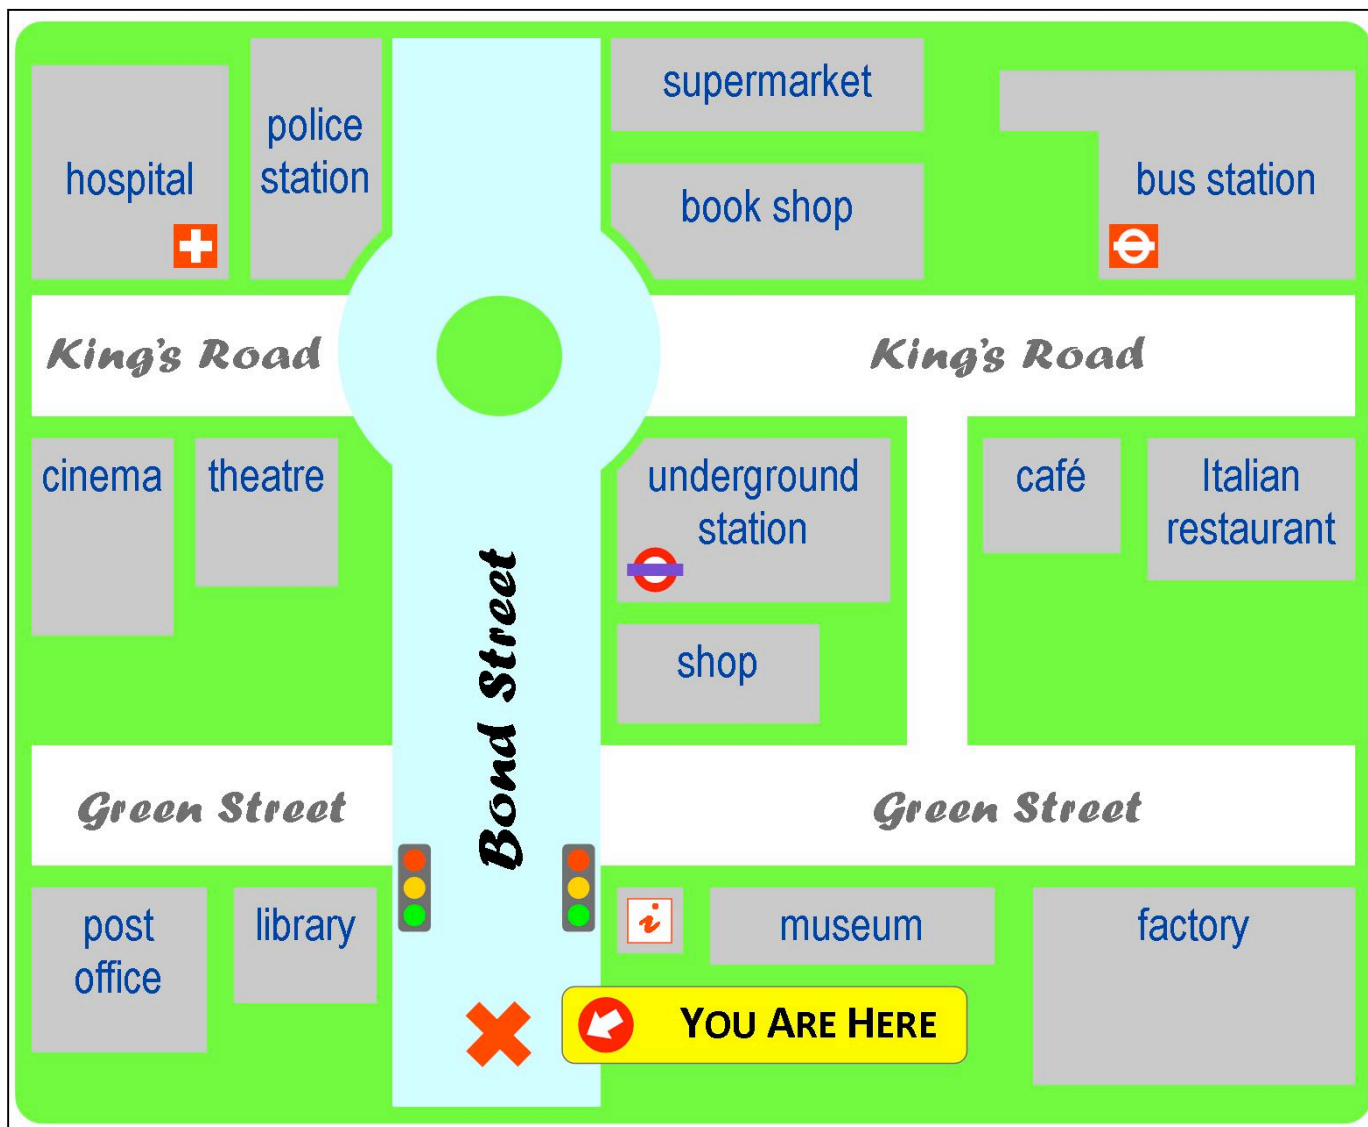 hospital
police
station
supermarket
book shop
bus station
King's Road
King's Road
cinema
theatre
underground
station
café
Italian
restaurant
shop
Bond Street
Green Street
Green Street
post
office
library
i
museum
factory
YOU ARE HERE